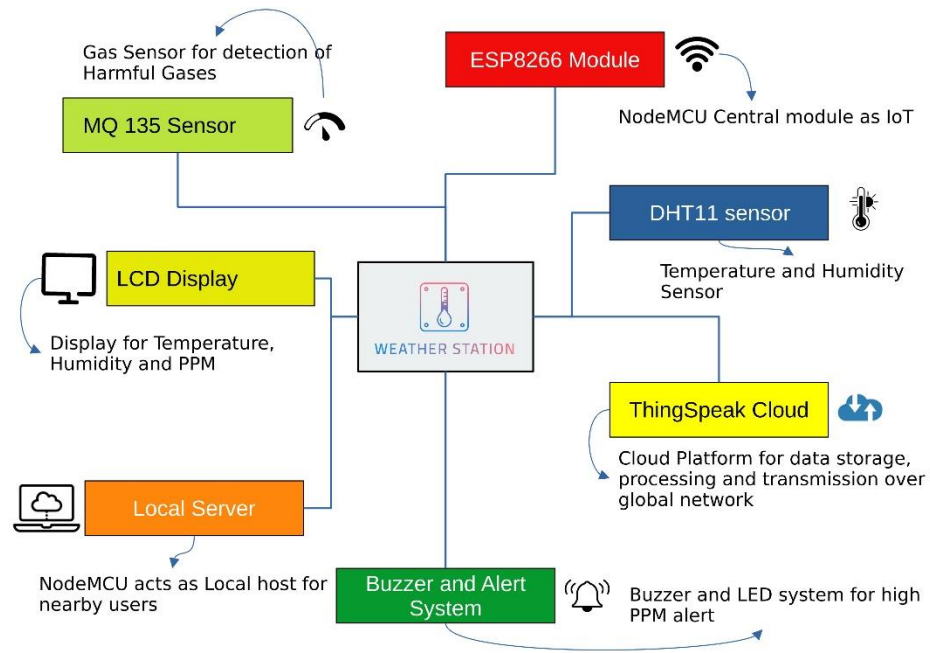 Gas Sensor for detection of
Harmful Gases
MQ 135 Sensor
ESP8266 Module
NodeMCU Central module as IoT
DHT11 sensor
Temperature and Humidity
Sensor
LCD Display
Display for Temperature,
Humidity and PPM
WEATHER STATION
ThingSpeak Cloud
Cloud Platform for data storage,
processing and transmission over
global network
Local Server
NodeMCU acts as Local host for
nearby users
Buzzer and Alert
System
Buzzer and LED system for high
PPM alert